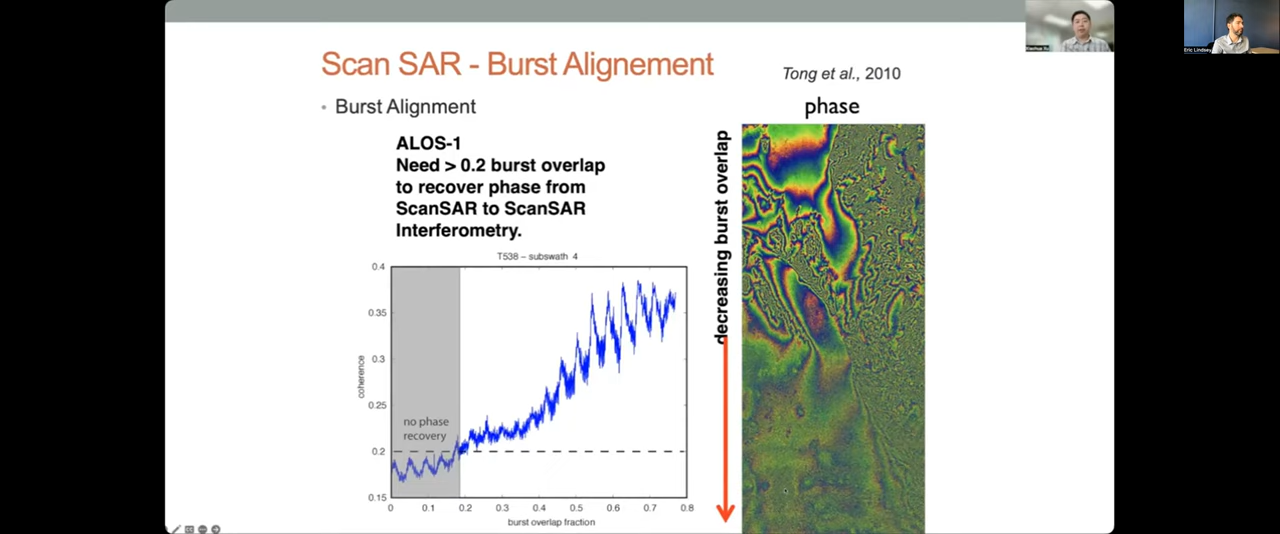 Scan SAR - Burst Alignement
Tong et al., 2010
• Burst Alignment
phase
ALOS-1
Need > 0.2 burst overlap
to recover phase from
ScanSAR to ScanSAR
Interferometry.
decreasing burst overlap
T538 – subswath 4
0.4
0.35
0.3
0.25
0.2
0.15
coherence
no phase
recovery
0 0.1 0.2 0.3 0.4 0.5 0.6 0.7 0.8
burst overlap fraction
Eric Lindsey